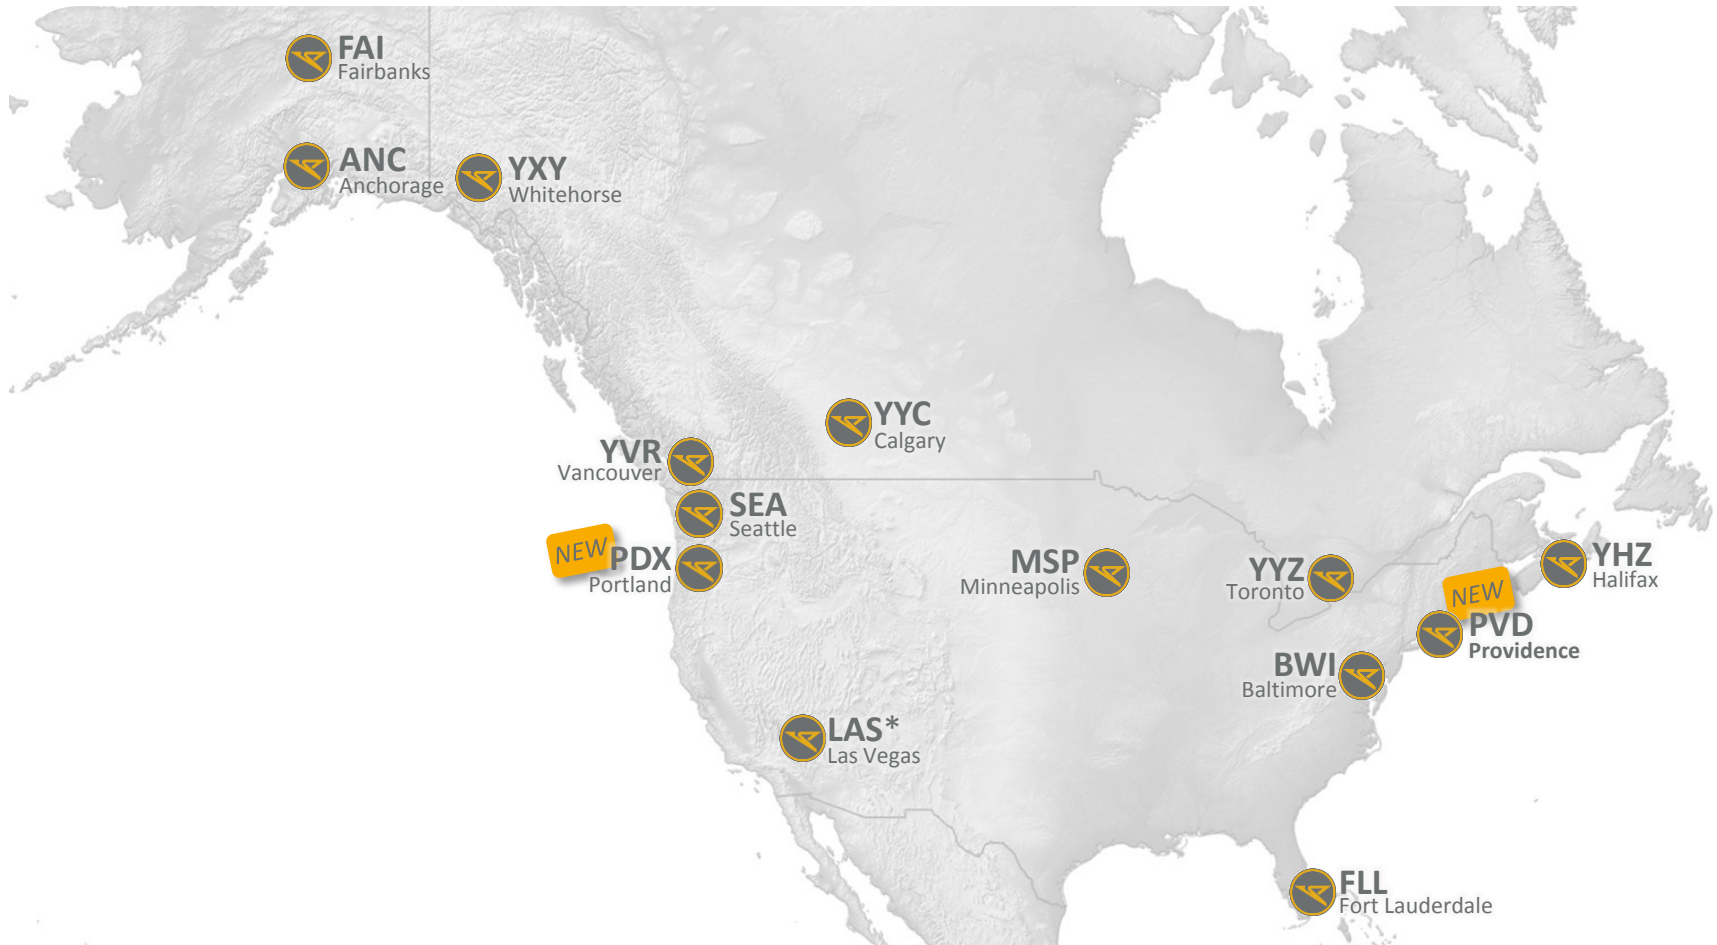 FAI
Fairbanks
ANC
Anchorage
YXY
Whitehorse
YYC
Calgary
YVR
Vancouver
SEA
Seattle
NEW
PDX
Portland
MSP
Minneapolis
YYZ
Toronto
YHZ
Halifax
NEW
PVD
Providence
BWI
Baltimore
LAS*
Las Vegas
FLL
Fort Lauderdale